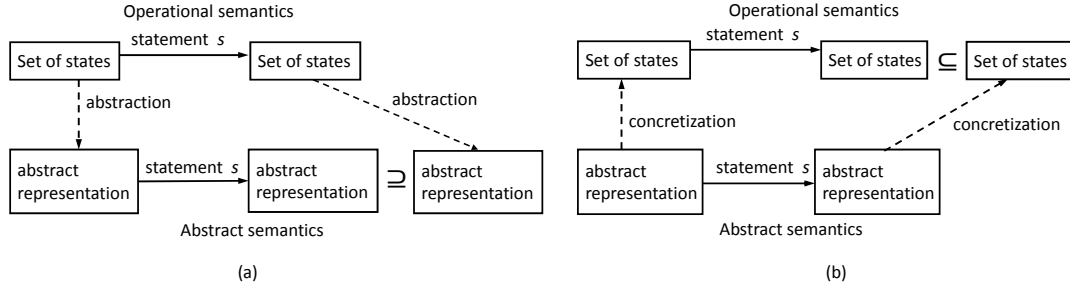 Operational semantics
Set of states
statement s
Set of states
abstraction
abstraction
abstract
representation
statement s
abstract
representation
⊇
abstract
representation
Abstract semantics
(a)
Operational semantics
Set of states
statement s
Set of states
⊆
Set of states
concretization
concretization
abstract
representation
statement s
abstract
representation
Abstract semantics
(b)